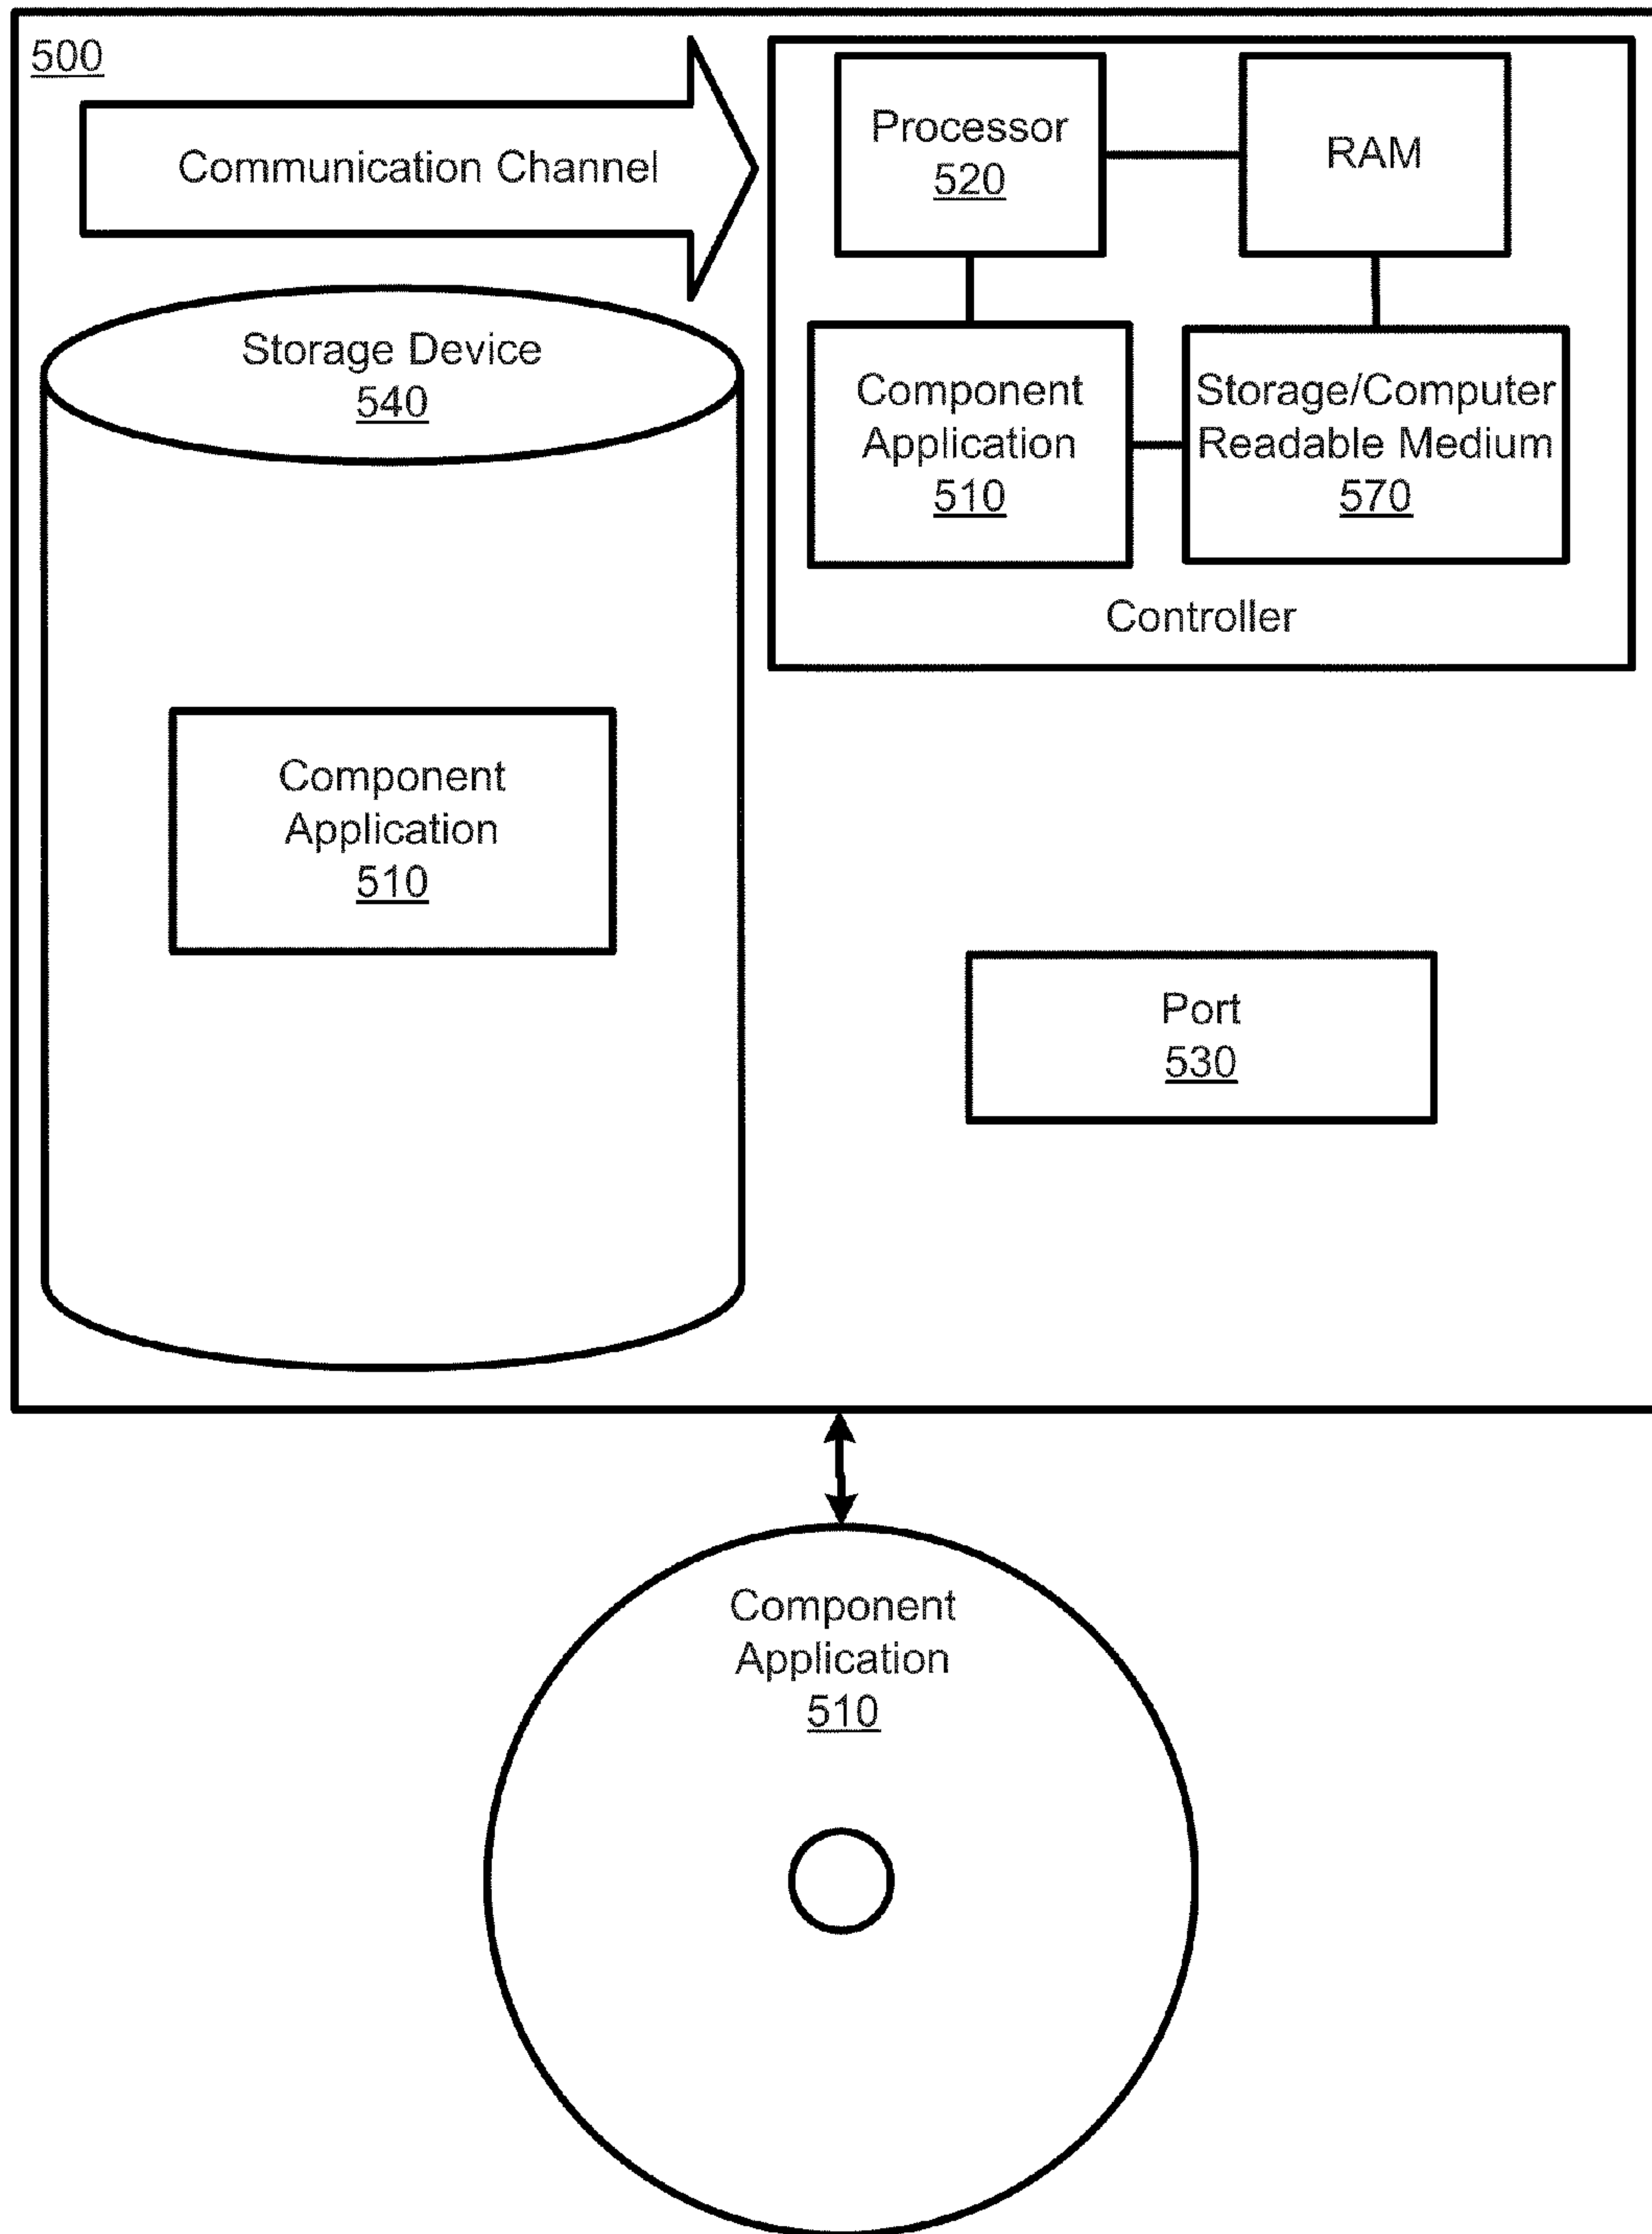 500
Communication Channel
Processor
520
RAM
Storage Device
540
Component
Application
510
Storage/Computer
Readable Medium
570
Controller
Component
Application
510
Port
530
Component
Application
510